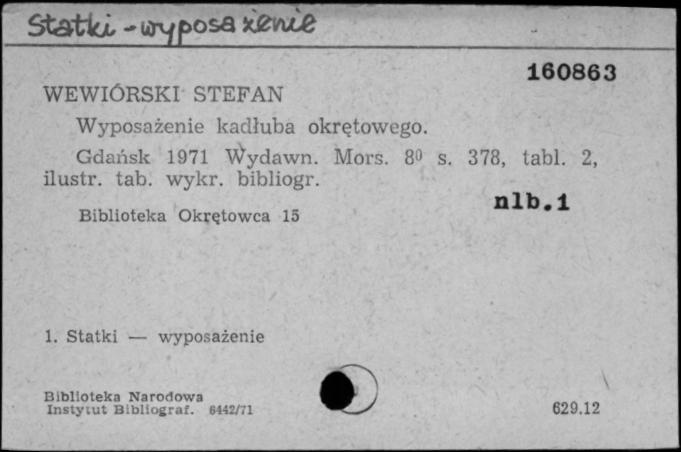 Statki - wyposażenie
160863
WEWIÓRSKI STEFAN
Wyposażenie kadłuba okrętowego.
Gdańsk 1971 Wydawn. Mors. 8⁰ s. 378, tabl. 2,
ilustr. tab. wykr. bibliogr.
nlb.1
Biblioteka Okrętowca 15
1. Statki — wyposażenie
Biblioteka Narodowa
Instytut Bibliograf. 6442/71
629.12